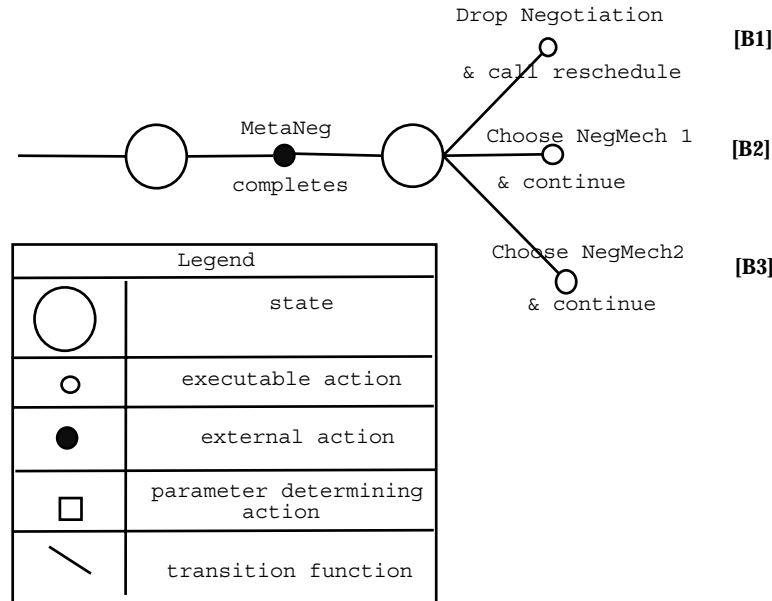 Drop Negotiation
[B1]
& call reschedule
MetaNeg
completes
Choose NegMech 1
[B2]
& continue
Choose NegMech2
[B3]
& continue
Legend
state
executable action
external action
parameter determining
action
transition function